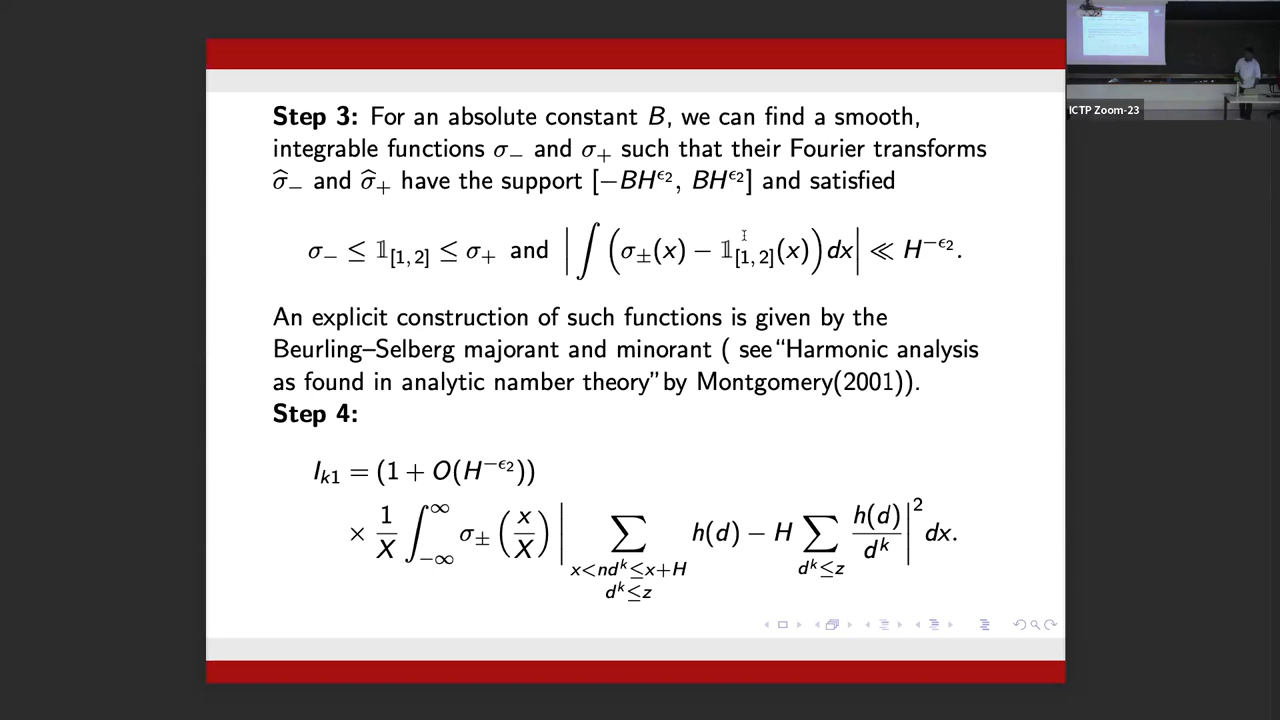 Step 3: For an absolute constant B, we can find a smooth,
integrable functions σ₋ and σ₊ such that their Fourier transforms
σ̂₋ and σ̂₊ have the support [−BH^{ϵ₂}, BH^{ϵ₂}] and satisfied
σ₋ ≤ 𝟙_{[1,2]} ≤ σ₊ and |∫(σ±(x) − 𝟙_{[1,2]}(x))dx| ≪ H^{−ϵ₂}.
An explicit construction of such functions is given by the
Beurling–Selberg majorant and minorant ( see“Harmonic analysis
as found in analytic namber theory”by Montgomery(2001)).
Step 4:
I_{k1} = (1 + O(H^{−ϵ₂}))
× 1/X ∫_{−∞}^{∞} σ±(x/X) |∑_{x<nd^k≤x+H, d^k≤z} h(d) − H ∑_{d^k≤z} h(d)/d^k|² dx.
ICTP Zoom-23